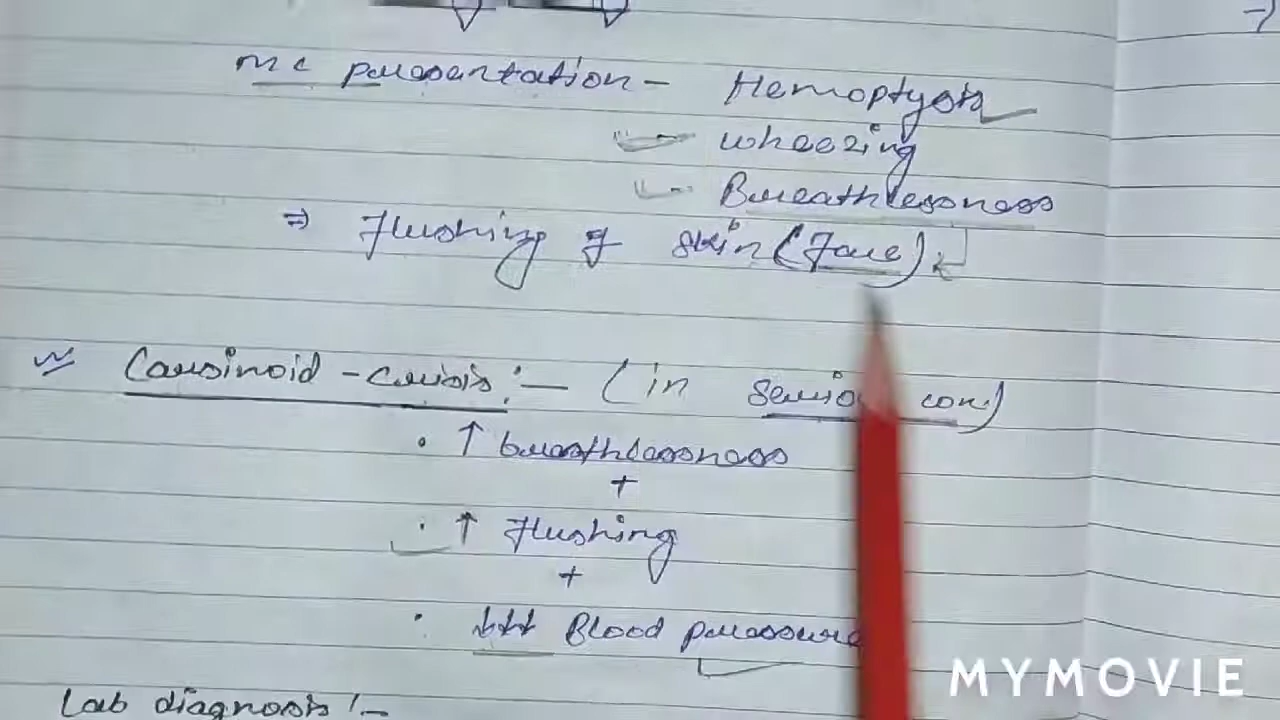 mc presentation - Hemoptysis
wheezing
Breathlessness
⇒ flushing of skin (Face)
Carsinoid - crisis :- (in serious con)
• ↑ breathlessness
+
• ↑ flushing
+
• ↓↓↓ Blood pressure
Lab diagnosis :-
MYMOVIE